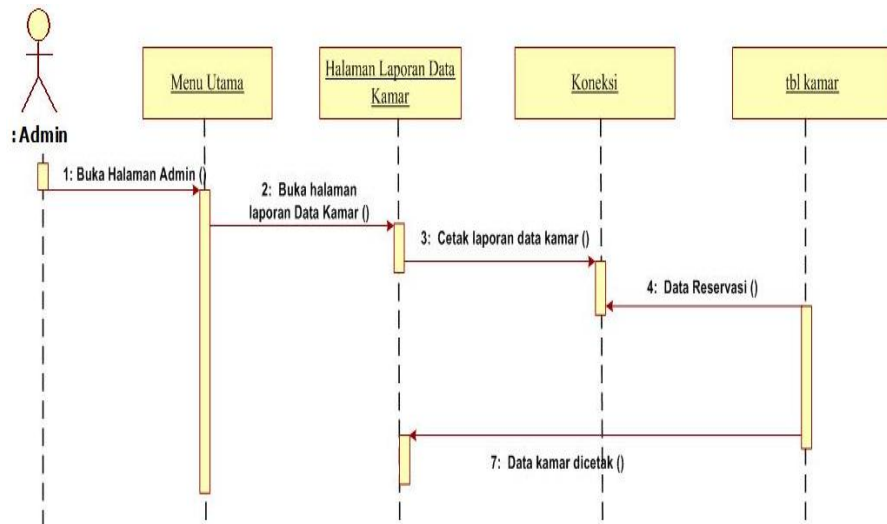 : Admin
Menu Utama
Halaman Laporan Data
Kamar
Koneksi
tbl kamar
1: Buka Halaman Admin ()
2: Buka halaman
laporan Data Kamar ()
3: Cetak laporan data kamar ()
4: Data Reservasi ()
7: Data kamar dicetak ()